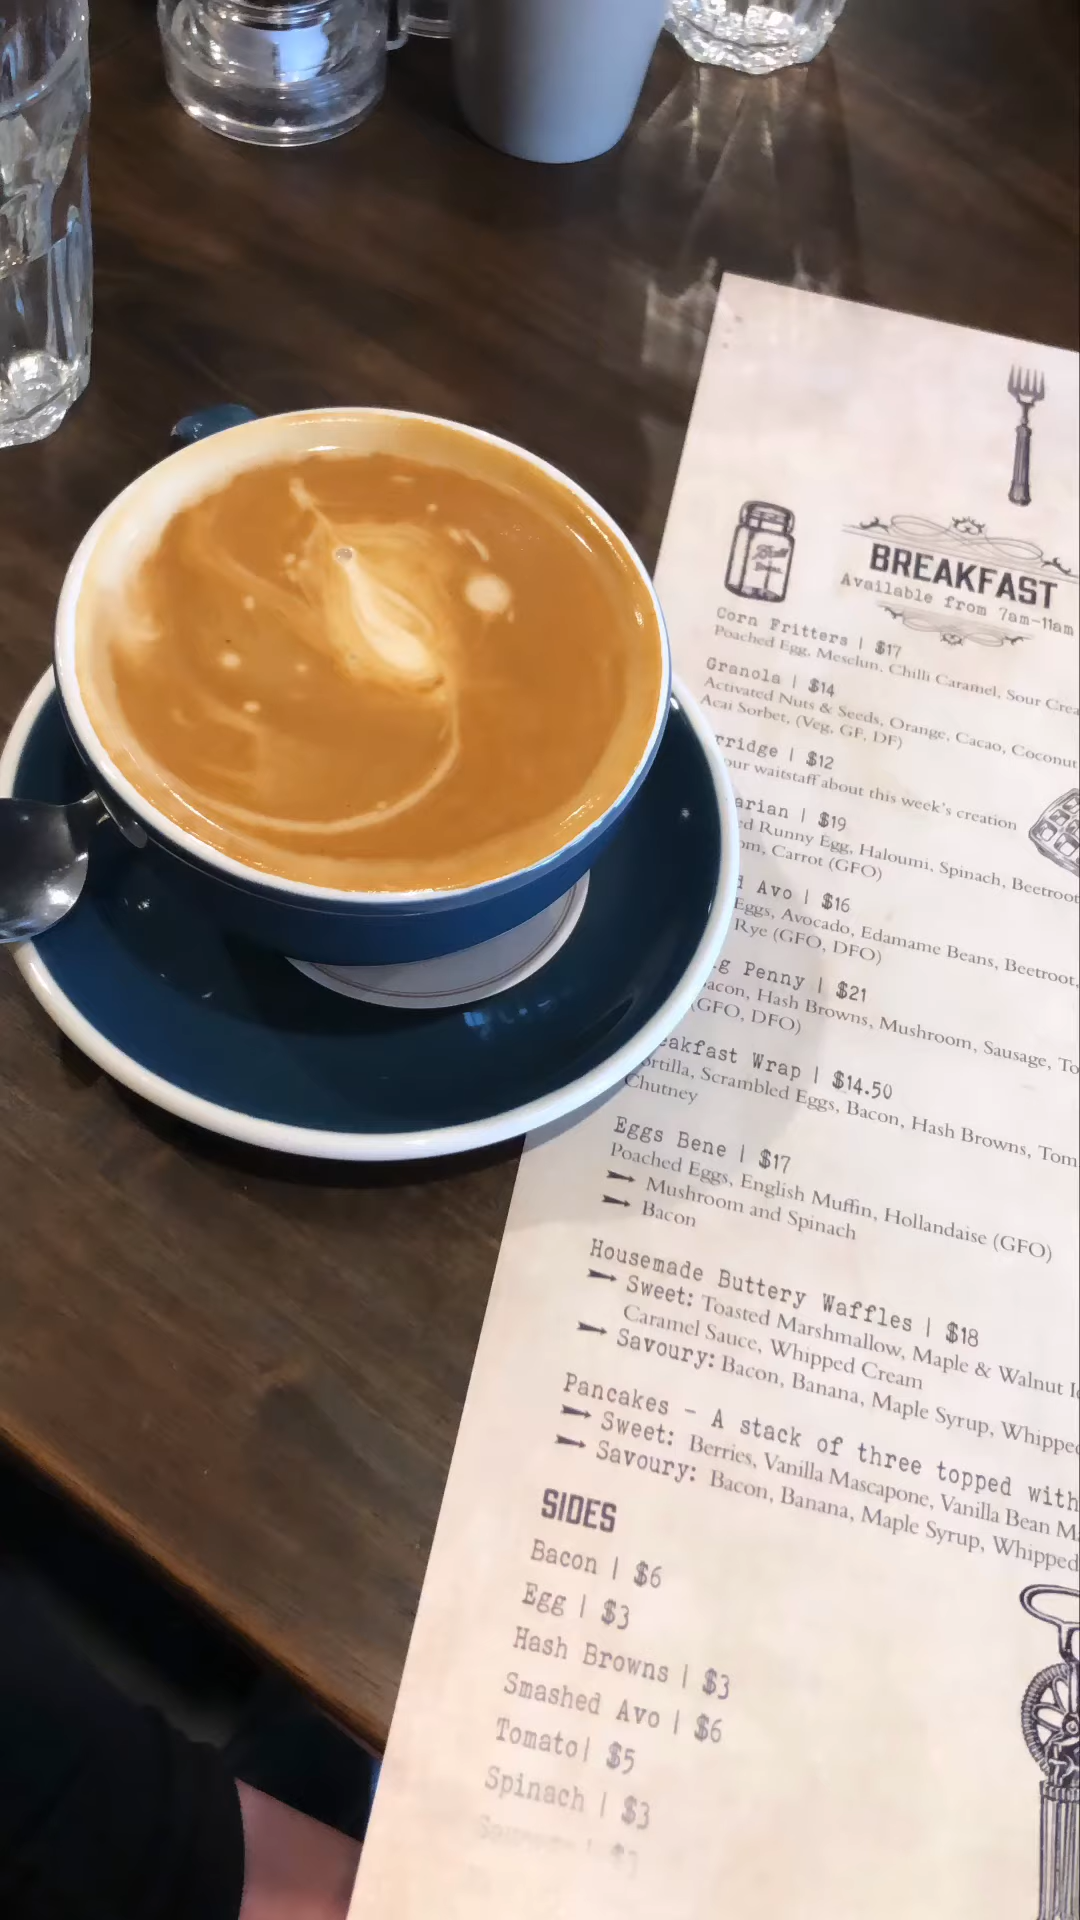 BREAKFAST
Available from 7am-11am
Corn Fritters | $17
Poached Egg, Mesclun, Chilli Caramel, Sour Crea
Granola | $14
Activated Nuts & Seeds, Orange, Cacao, Coconut
Acai Sorbet, (Veg, GF, DF)
rridge | $12
our waitstaff about this week's creation
arian | $19
rd Runny Egg, Haloumi, Spinach, Beetroot
om, Carrot (GFO)
d Avo | $16
Eggs, Avocado, Edamame Beans, Beetroot,
Rye (GFO, DFO)
g Penny | $21
acon, Hash Browns, Mushroom, Sausage, To
(GFO, DFO)
eakfast Wrap | $14.50
ortilla, Scrambled Eggs, Bacon, Hash Browns, Tom
Chutney
Eggs Bene | $17
Poached Eggs, English Muffin, Hollandaise (GFO)
Mushroom and Spinach
Bacon
Housemade Buttery Waffles | $18
Sweet: Toasted Marshmallow, Maple & Walnut I
Caramel Sauce, Whipped Cream
Savoury: Bacon, Banana, Maple Syrup, Whipped
Pancakes - A stack of three topped with
Sweet: Berries, Vanilla Mascapone, Vanilla Bean M
Savoury: Bacon, Banana, Maple Syrup, Whipped
SIDES
Bacon | $6
Egg | $3
Hash Browns | $3
Smashed Avo | $6
Tomato| $5
Spinach | $3